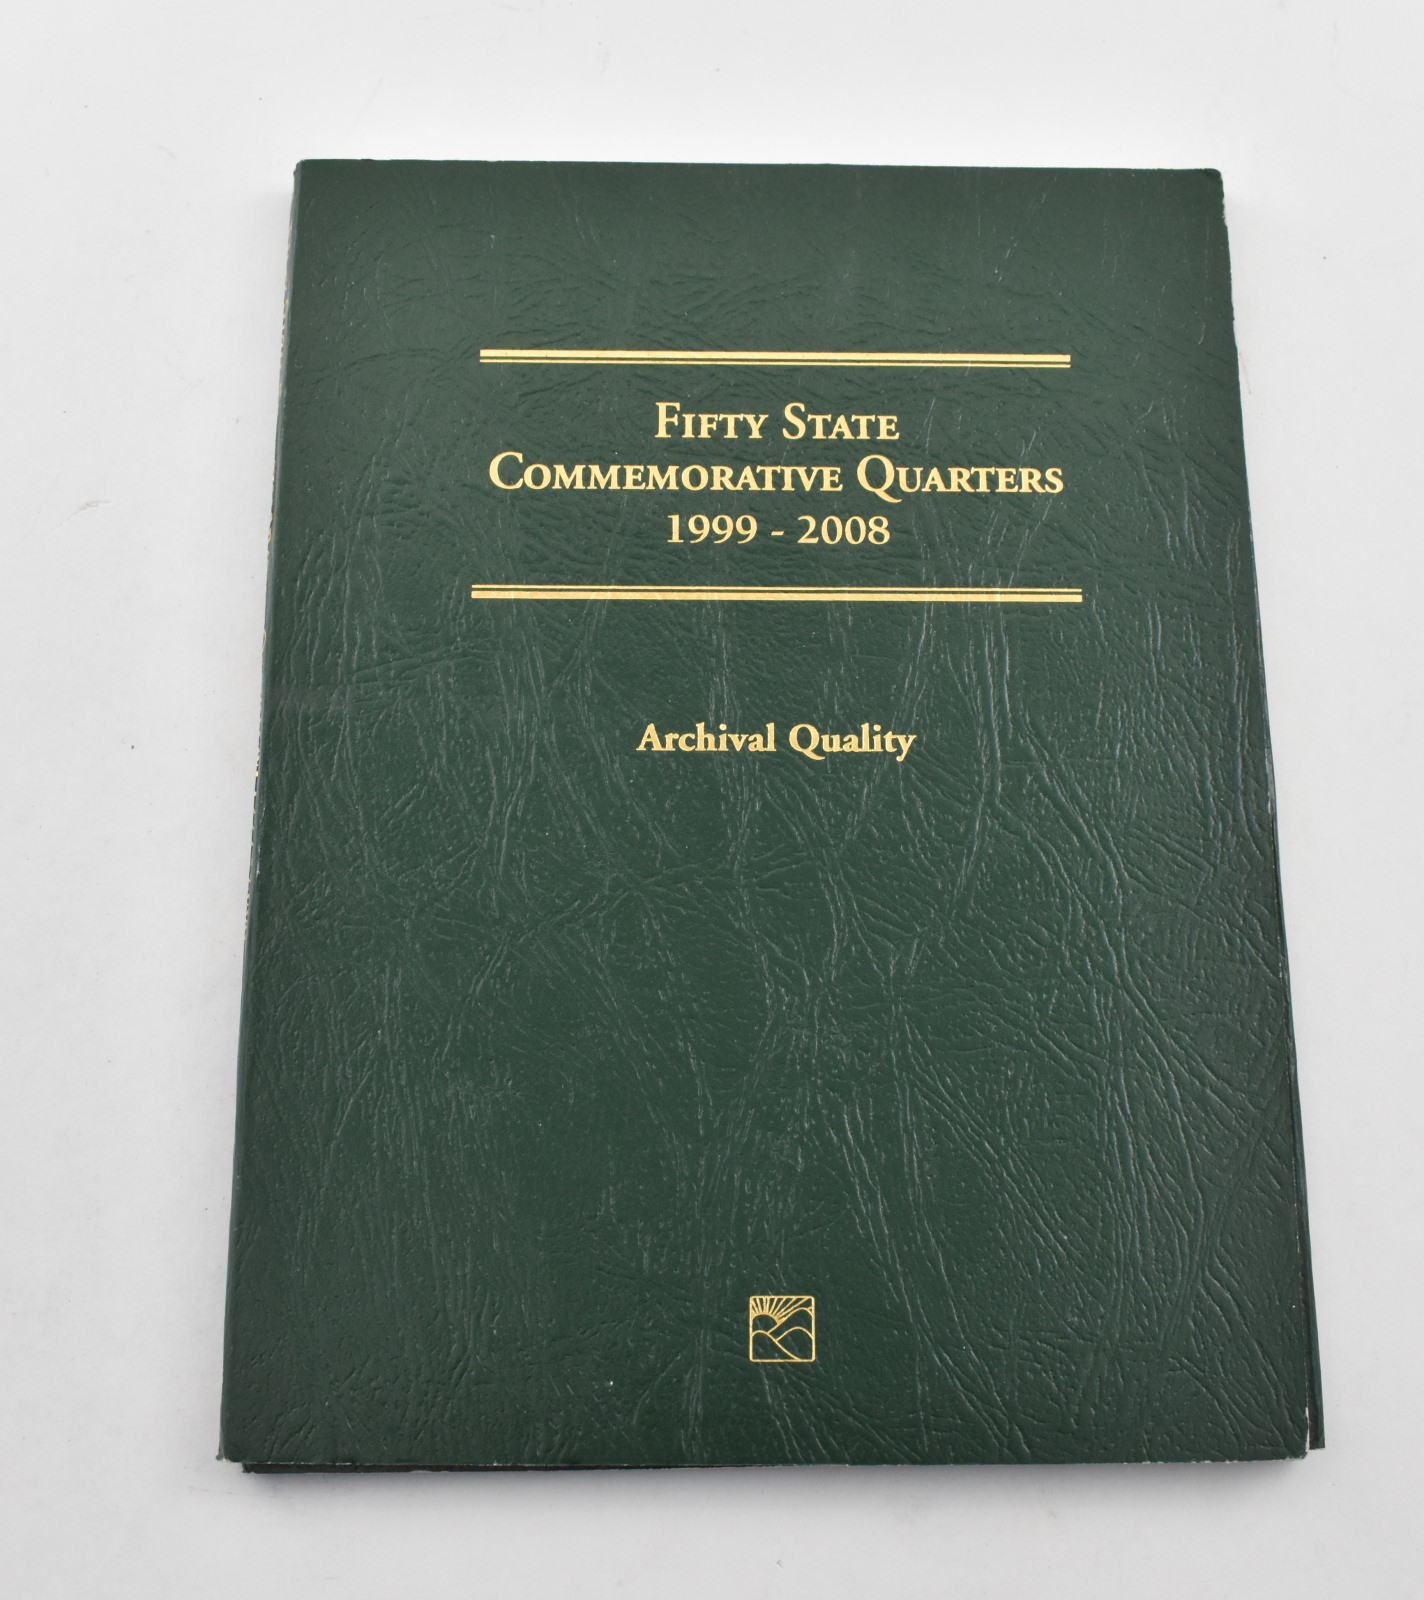 Fifty State
Commemorative Quarters
1999 - 2008
Archival Quality